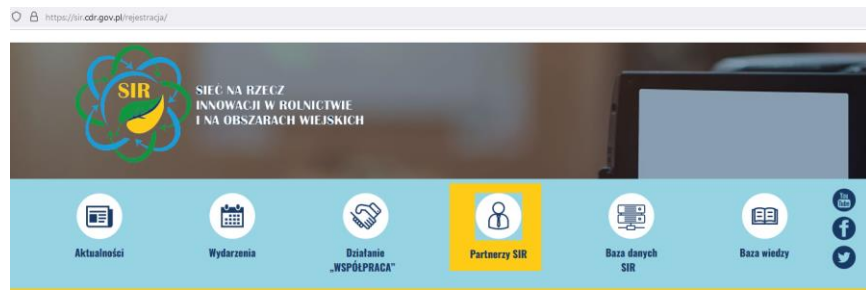 https://sir.cdr.gov.pl/rejestracja/
SIR
SIEĆ NA RZECZ
INNOWACJI W ROLNICTWIE
I NA OBSZARACH WIEJSKICH
Aktualności
Wydarzenia
Działanie
„WSPÓŁPRACA”
Partnerzy SIR
Baza danych
SIR
Baza wiedzy
You
Tube